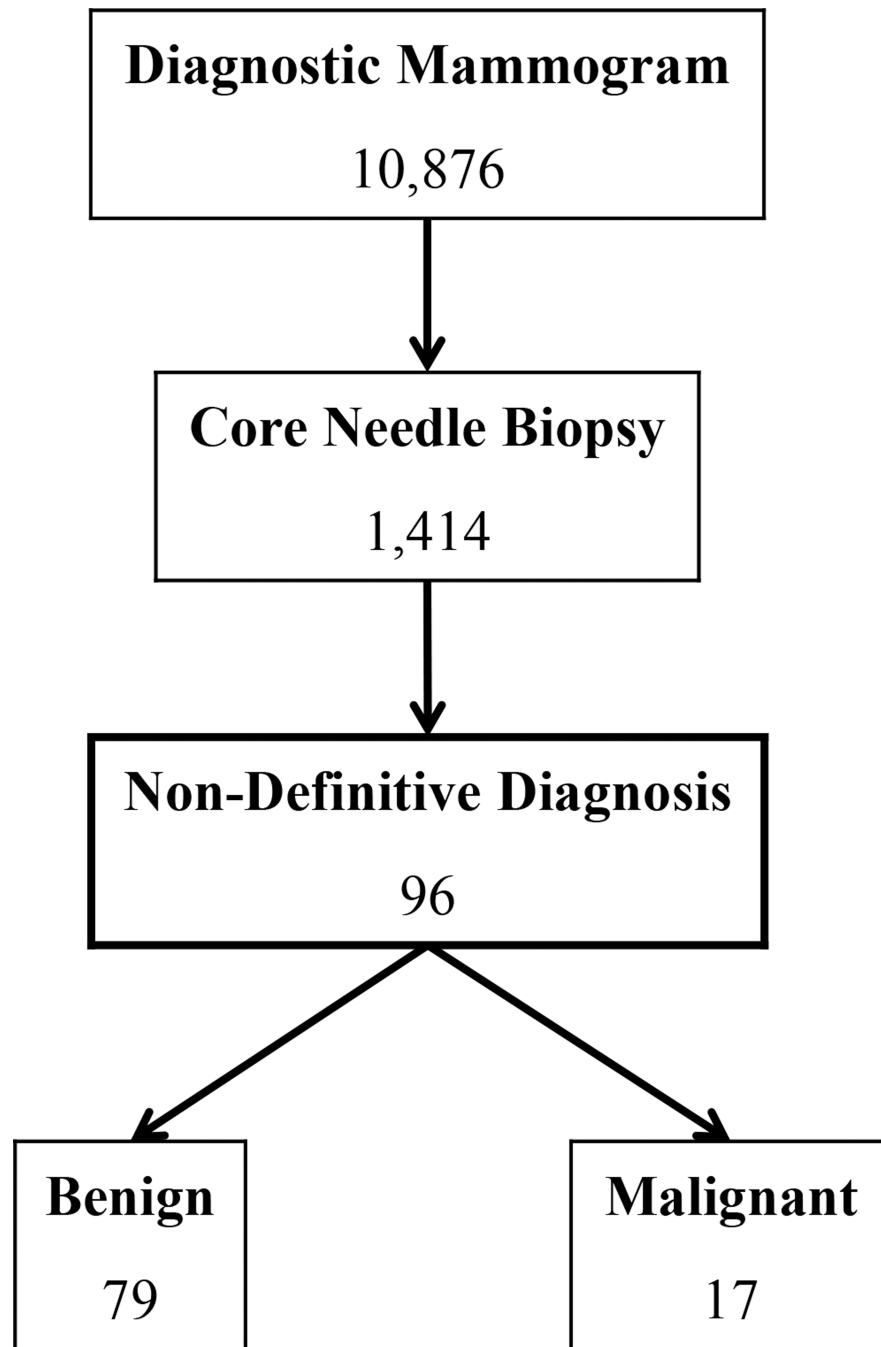 Diagnostic Mammogram
10,876
Core Needle Biopsy
1,414
Non-Definitive Diagnosis
96
Benign
79
Malignant
17